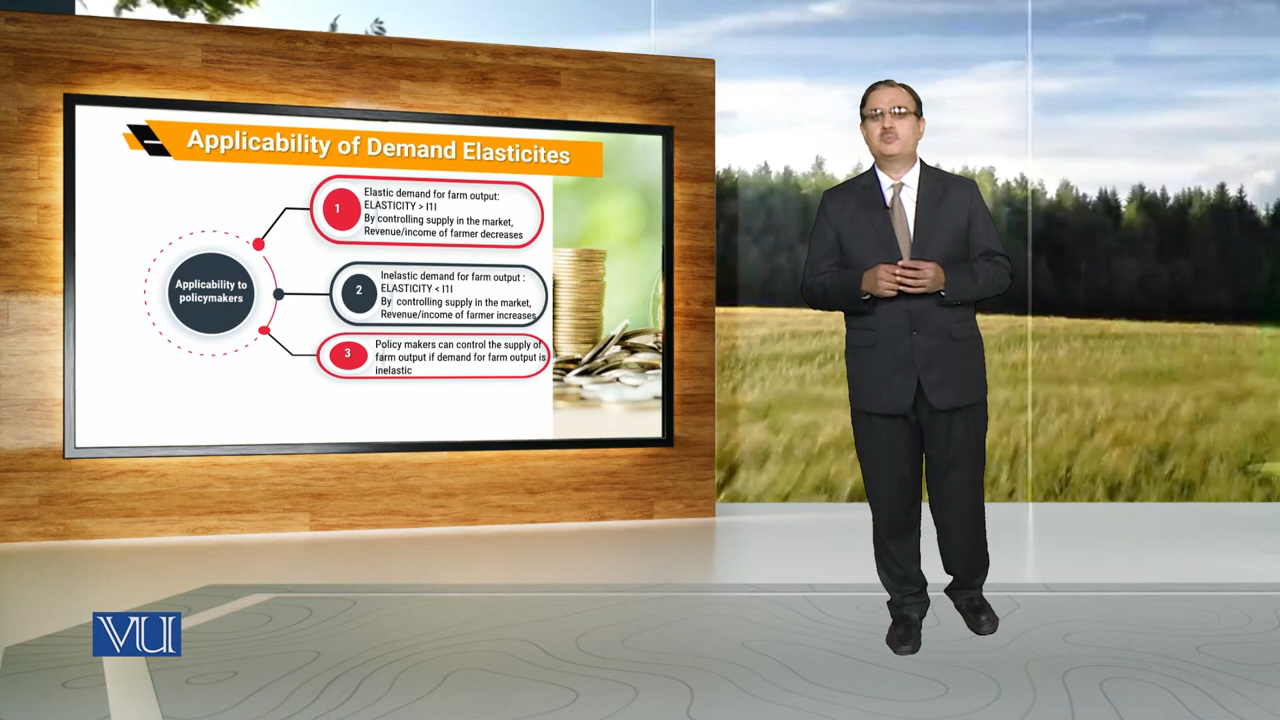 Applicability of Demand Elasticites
Applicability to
policymakers
1
Elastic demand for farm output:
ELASTICITY > I1I
By controlling supply in the market,
Revenue/income of farmer decreases
2
Inelastic demand for farm output :
ELASTICITY < I1I
By controlling supply in the market,
Revenue/income of farmer increases
3
Policy makers can control the supply of
farm output if demand for farm output is
inelastic
VU